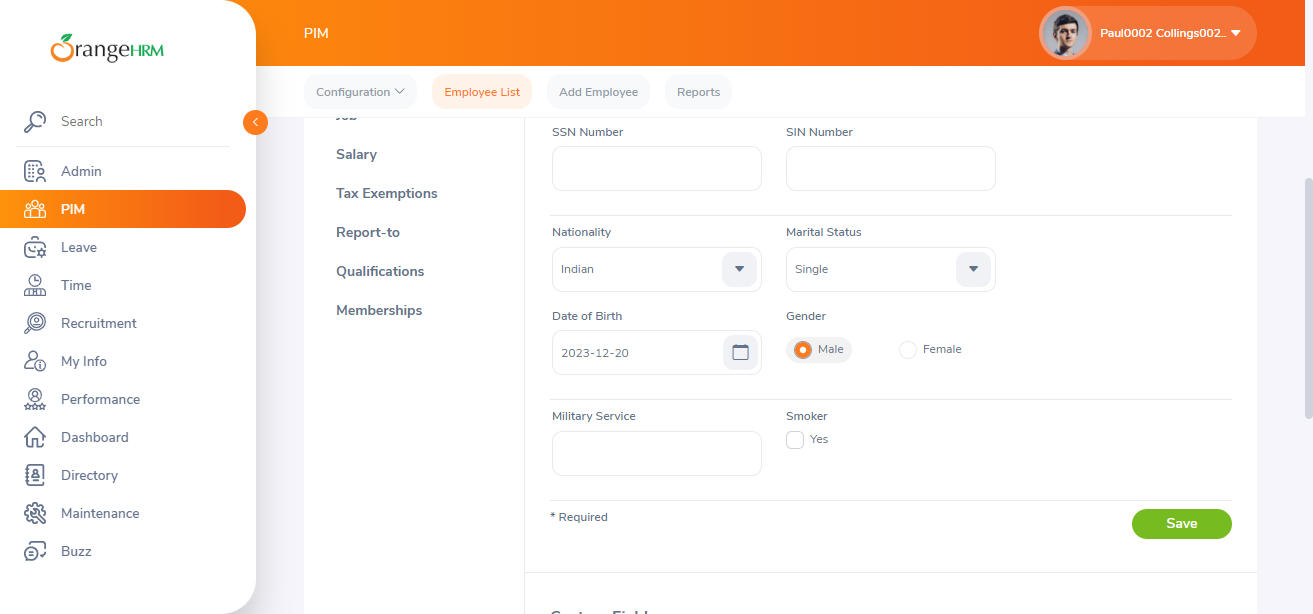 OrangeHRM
PIM
Paul0002 Collings002..
Configuration
Employee List
Add Employee
Reports
Search
Admin
PIM
Leave
Time
Recruitment
My Info
Performance
Dashboard
Directory
Maintenance
Buzz
Job
Salary
Tax Exemptions
Report-to
Qualifications
Memberships
SSN Number
SIN Number
Nationality
Marital Status
Indian
Single
Date of Birth
Gender
2023-12-20
Male
Female
Military Service
Smoker
Yes
* Required
Save